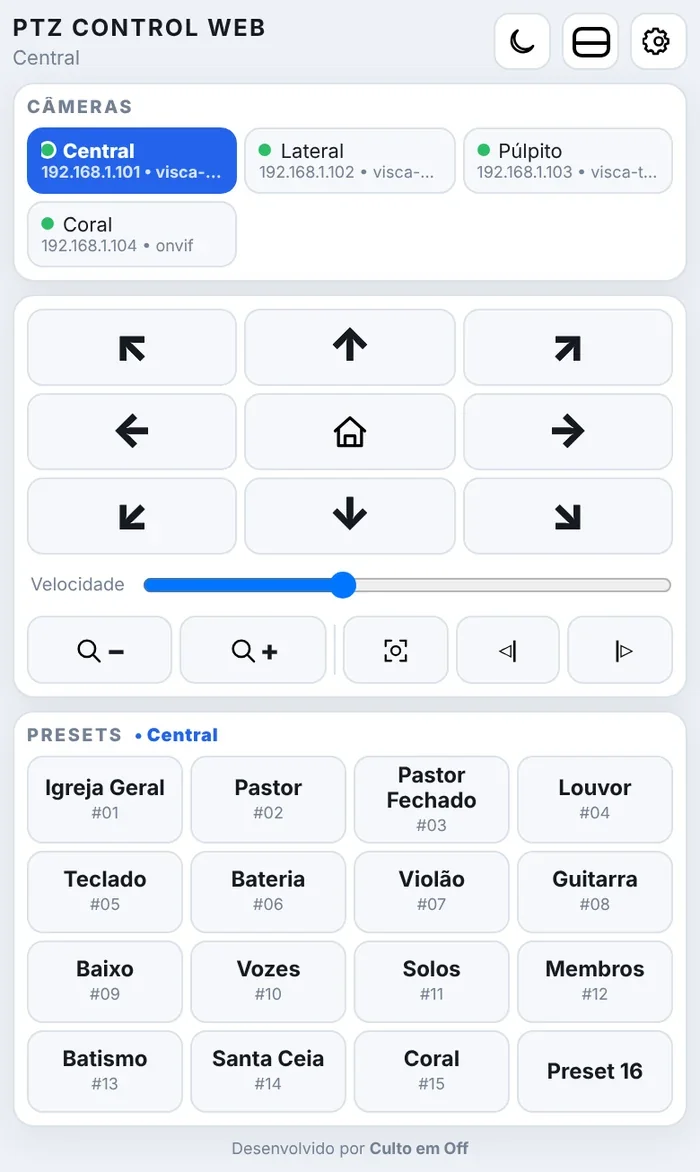 PTZ CONTROL WEB
Central
CÂMERAS
Central
192.168.1.101 • visca-...
Lateral
192.168.1.102 • visca-...
Púlpito
192.168.1.103 • visca-t...
Coral
192.168.1.104 • onvif
Velocidade
PRESETS • Central
Igreja Geral
#01
Pastor
#02
Pastor
Fechado
#03
Louvor
#04
Teclado
#05
Bateria
#06
Violão
#07
Guitarra
#08
Baixo
#09
Vozes
#10
Solos
#11
Membros
#12
Batismo
#13
Santa Ceia
#14
Coral
#15
Preset 16
Desenvolvido por Culto em Off